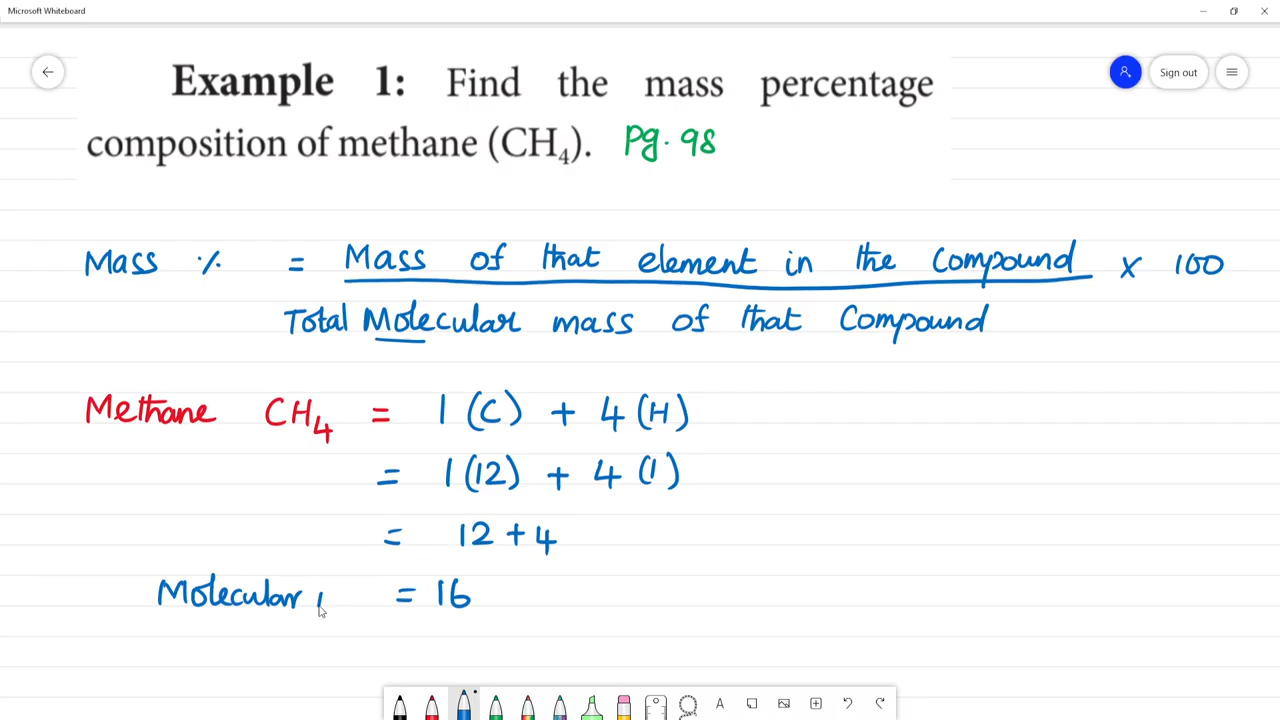 Microsoft Whiteboard
Sign out
Example 1: Find the mass percentage
composition of methane (CH₄). Pg. 98
Mass % = Mass of that element in the Compound × 100
Total Molecular mass of that Compound
Methane CH₄ = 1 (C) + 4 (H)
= 1 (12) + 4 (1)
= 12 + 4
Molecular = 16
A